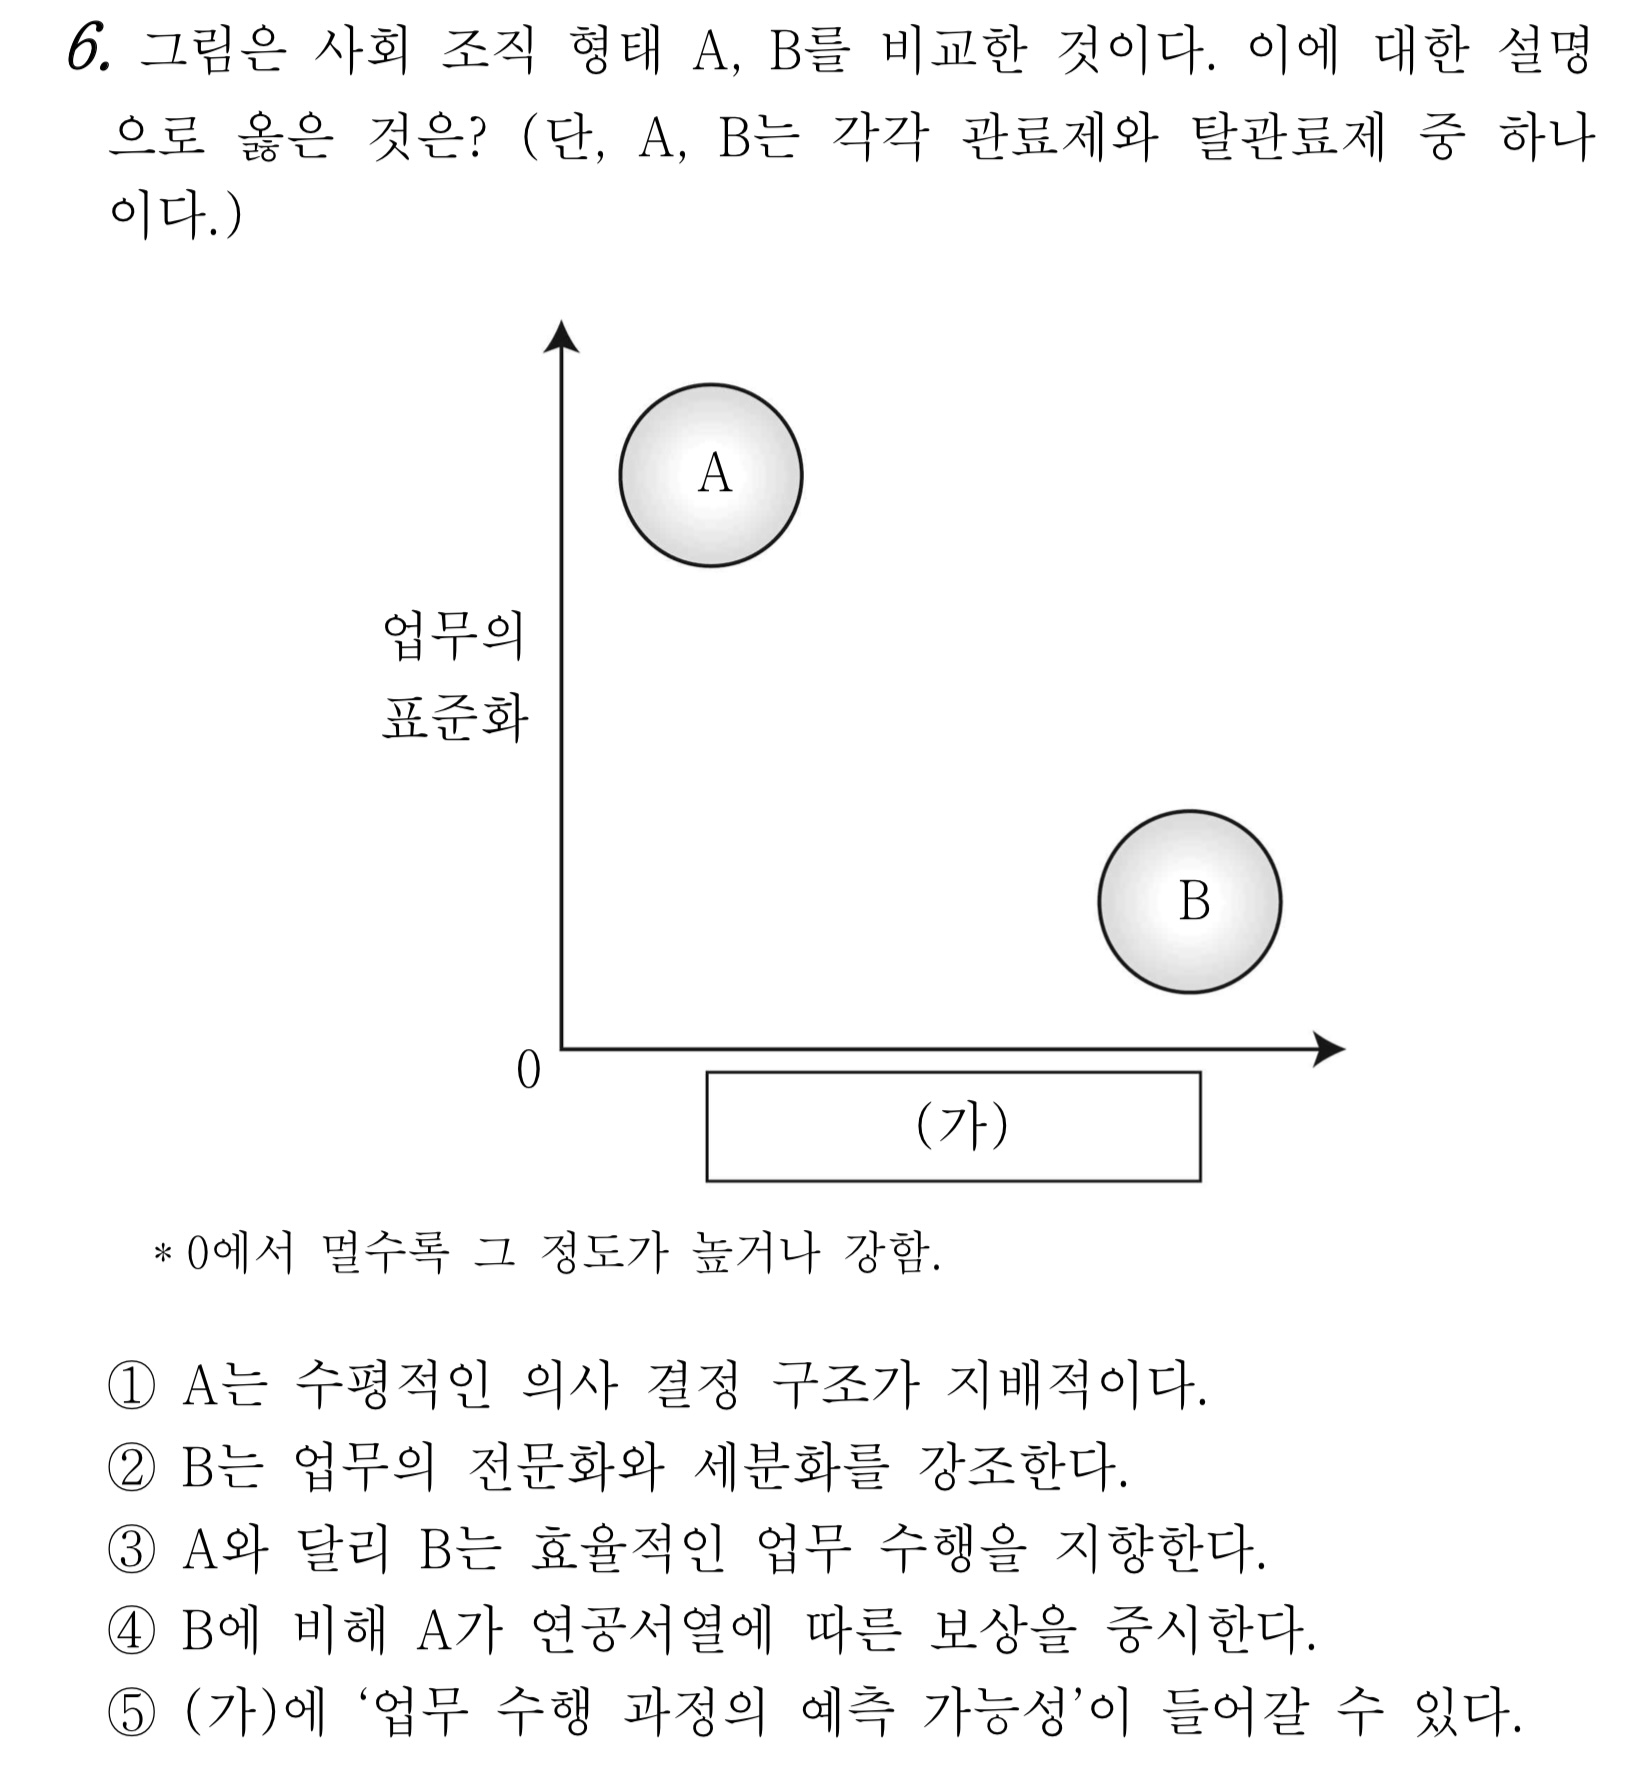 6. 그림은 사회 조직 형태 A, B를 비교한 것이다. 이에 대한 설명
으로 옳은 것은? (단, A, B는 각각 관료제와 탈관료제 중 하나
이다.)
A
업무의
표준화
B
0
(가)
* 0에서 멀수록 그 정도가 높거나 강함.
① A는 수평적인 의사 결정 구조가 지배적이다.
② B는 업무의 전문화와 세분화를 강조한다.
③ A와 달리 B는 효율적인 업무 수행을 지향한다.
④ B에 비해 A가 연공서열에 따른 보상을 중시한다.
⑤ (가)에 ‘업무 수행 과정의 예측 가능성’이 들어갈 수 있다.